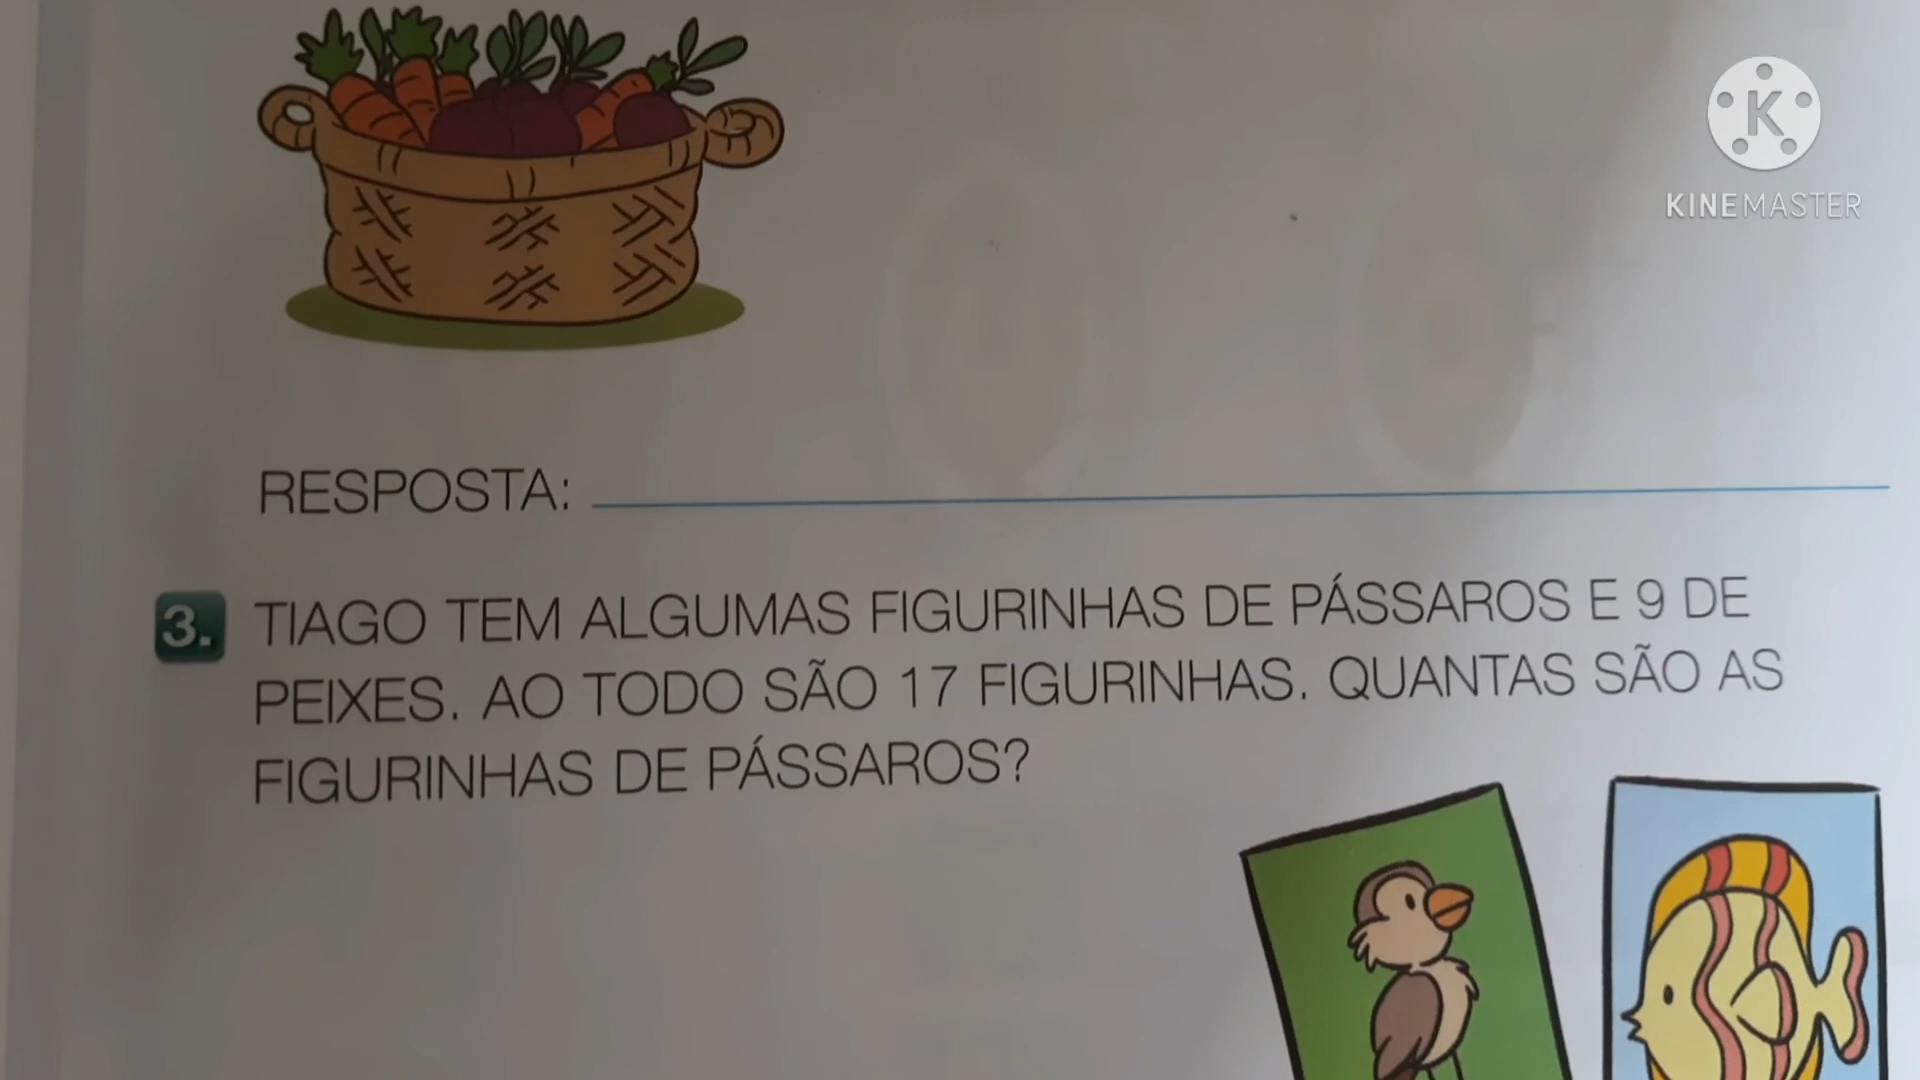 K
KINEMASTER
RESPOSTA:
3. TIAGO TEM ALGUMAS FIGURINHAS DE PÁSSAROS E 9 DE
PEIXES. AO TODO SÃO 17 FIGURINHAS. QUANTAS SÃO AS
FIGURINHAS DE PÁSSAROS?